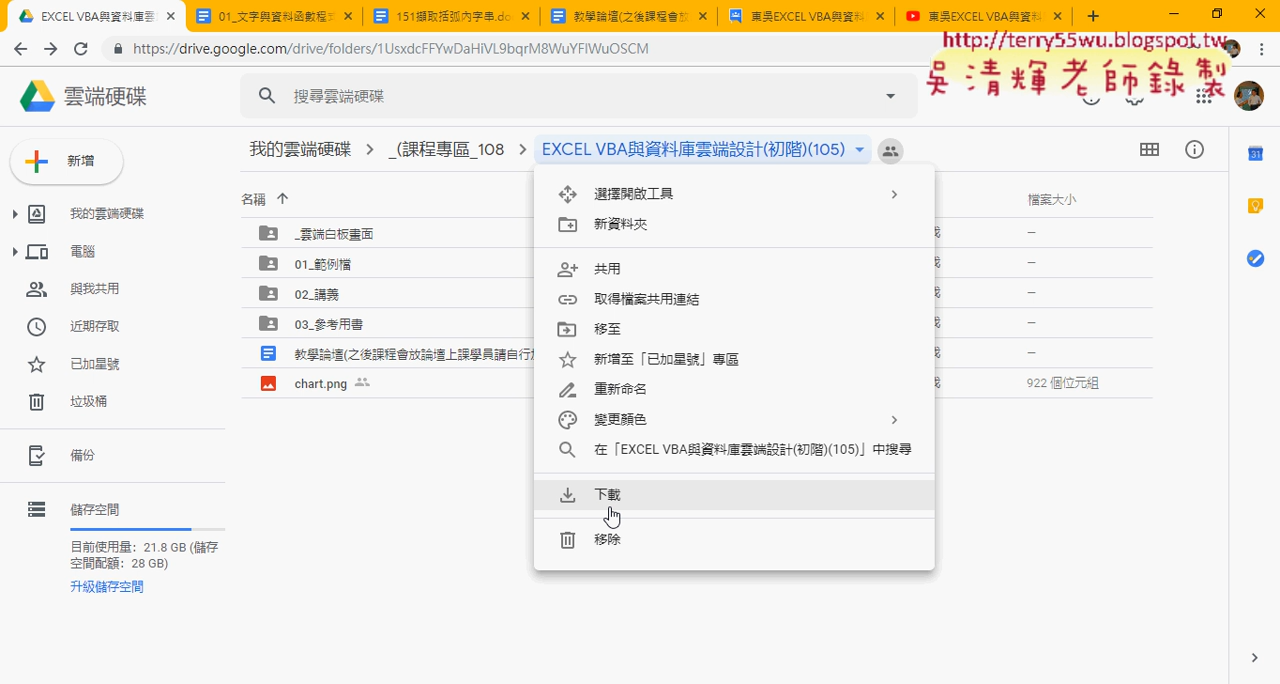 EXCEL VBA與資料庫雲
01_文字與資料函數程式
151擷取括弧內字串.do
教學論壇(之後課程會放
東吳EXCEL VBA與資料
東吳EXCEL VBA與資料
https://drive.google.com/drive/folders/1UsxdcFFYwDaHiVL9bqrM8WuYFIWuOSCM
http://terry55wu.blogspot.tw
吳清輝老師錄製
雲端硬碟
搜尋雲端硬碟
新增
我的雲端硬碟
_(課程專區_108
EXCEL VBA與資料庫雲端設計(初階)(105)
我的雲端硬碟
電腦
與我共用
近期存取
已加星號
垃圾桶
備份
儲存空間
目前使用量：21.8 GB (儲存
空間配額：28 GB)
升級儲存空間
名稱
檔案大小
_雲端白板畫面
我
–
01_範例檔
我
–
02_講義
我
–
03_參考用書
我
–
教學論壇(之後課程會放論壇上課學員請自行加
我
–
chart.png
我
922 個位元組
選擇開啟工具
新資料夾
共用
取得檔案共用連結
移至
新增至「已加星號」專區
重新命名
變更顏色
在「EXCEL VBA與資料庫雲端設計(初階)(105)」中搜尋
下載
移除
31